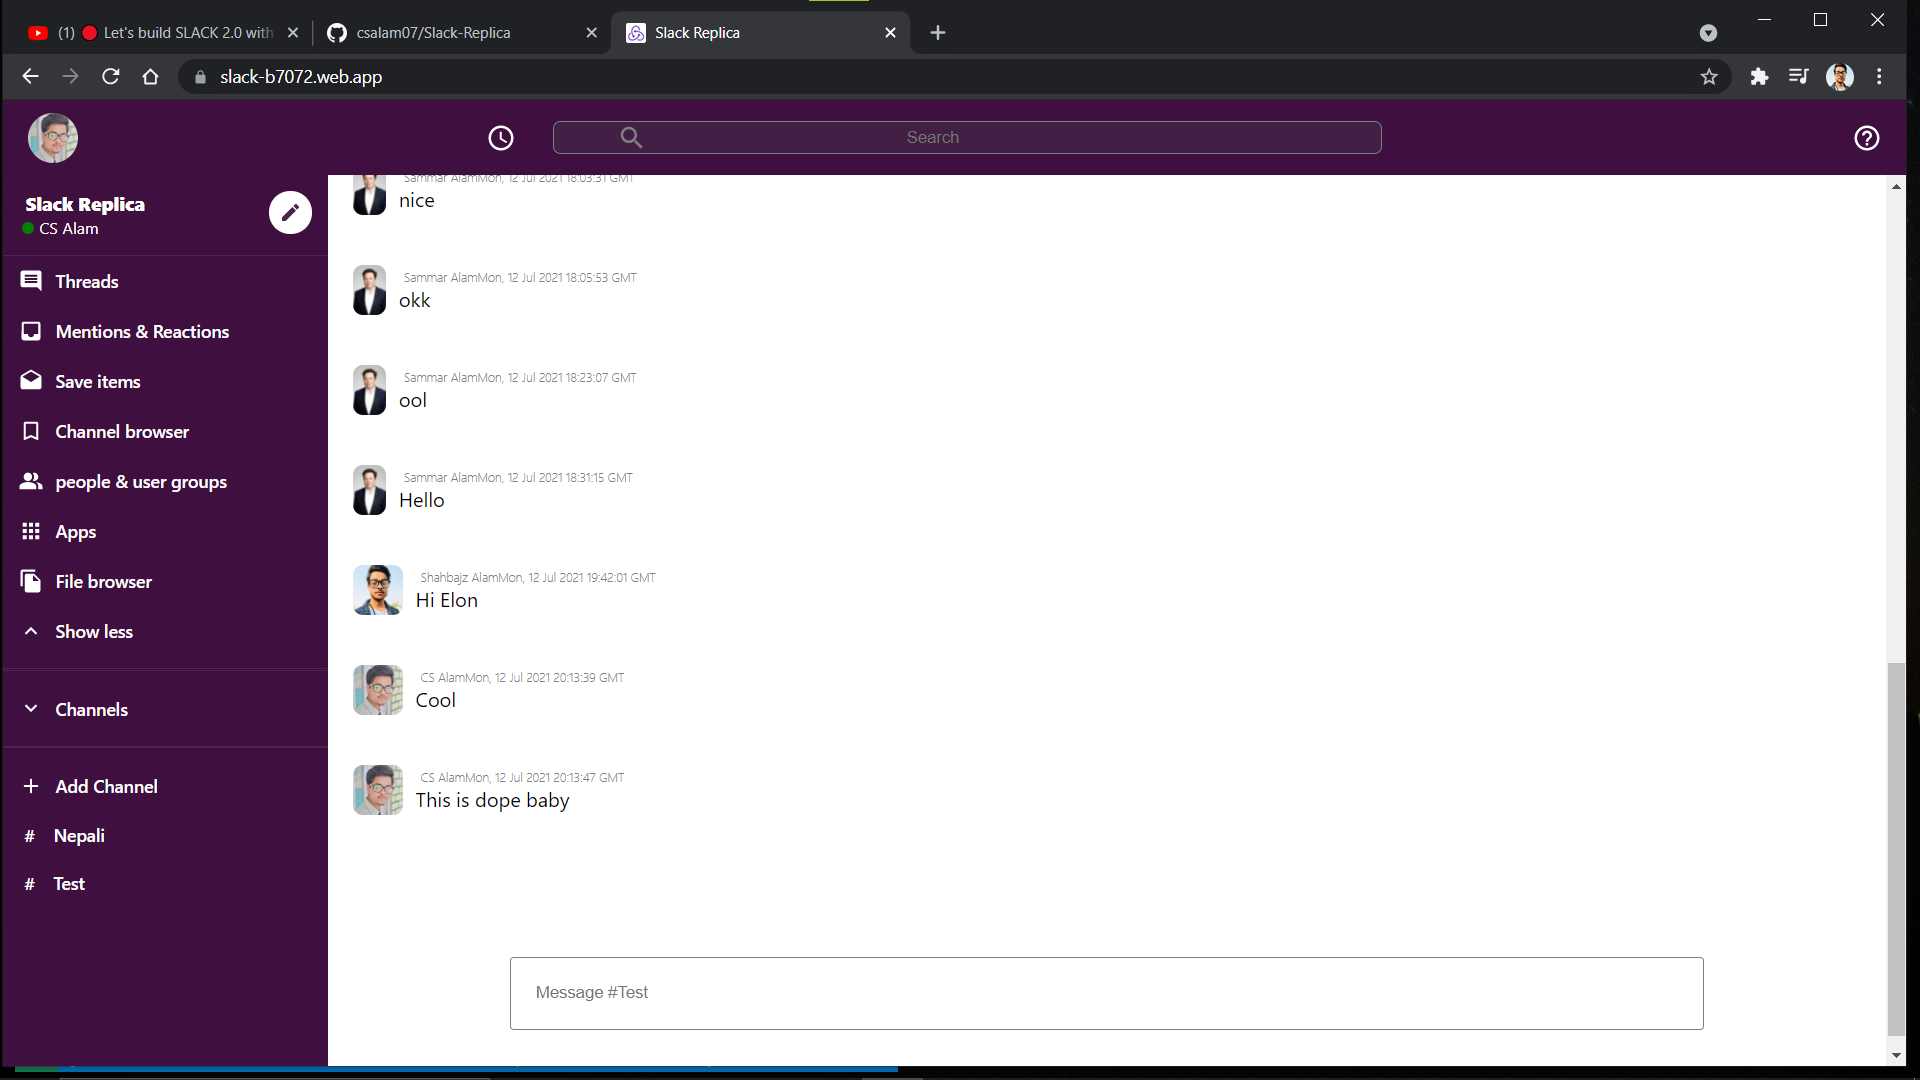 (1) Let's build SLACK 2.0 with
csalam07/Slack-Replica
Slack Replica
slack-b7072.web.app
Search
Slack Replica
CS Alam
Threads
Mentions & Reactions
Save items
Channel browser
people & user groups
Apps
File browser
Show less
Channels
Add Channel
# Nepali
# Test
Sammar AlamMon, 12 Jul 2021 18:03:31 GMT
nice
Sammar AlamMon, 12 Jul 2021 18:05:53 GMT
okk
Sammar AlamMon, 12 Jul 2021 18:23:07 GMT
ool
Sammar AlamMon, 12 Jul 2021 18:31:15 GMT
Hello
Shahbajz AlamMon, 12 Jul 2021 19:42:01 GMT
Hi Elon
CS AlamMon, 12 Jul 2021 20:13:39 GMT
Cool
CS AlamMon, 12 Jul 2021 20:13:47 GMT
This is dope baby
Message #Test